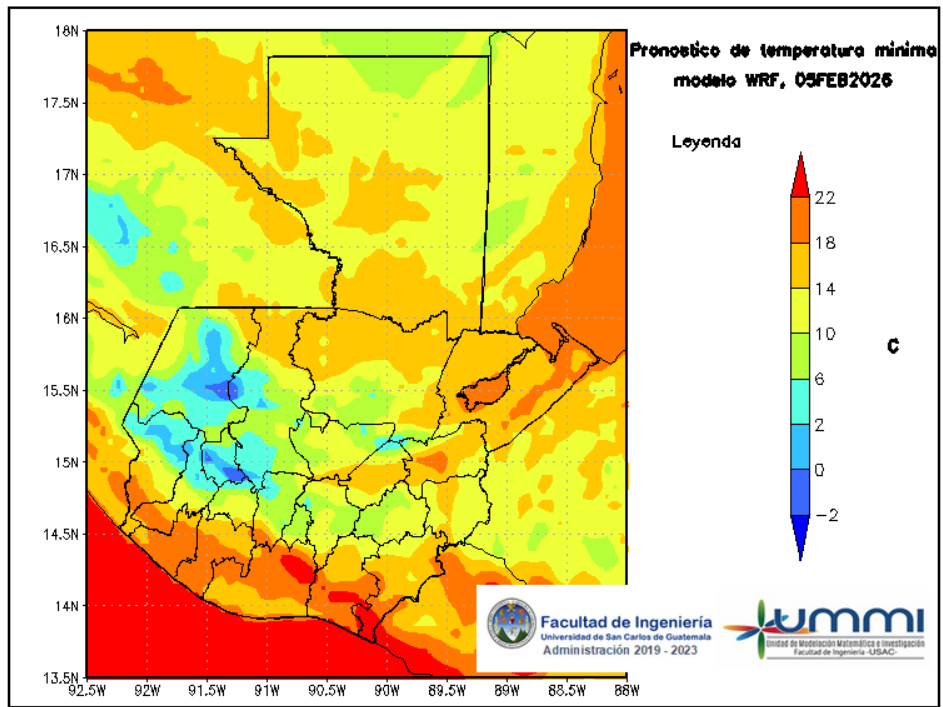 Pronostico de temperatura minima
modelo WRF, 05FEB2026
Leyenda
22
18
14
10
6
2
0
−2
C
18N
17.5N
17N
16.5N
16N
15.5N
15N
14.5N
14N
13.5N
92.5W 92W 91.5W 91W 90.5W 90W 89.5W 89W 88.5W 88W
Facultad de Ingeniería
Universidad de San Carlos de Guatemala
Administración 2019 - 2023
ummi
Unidad de Modelación Matemática e Investigación
Facultad de Ingeniería -USAC-